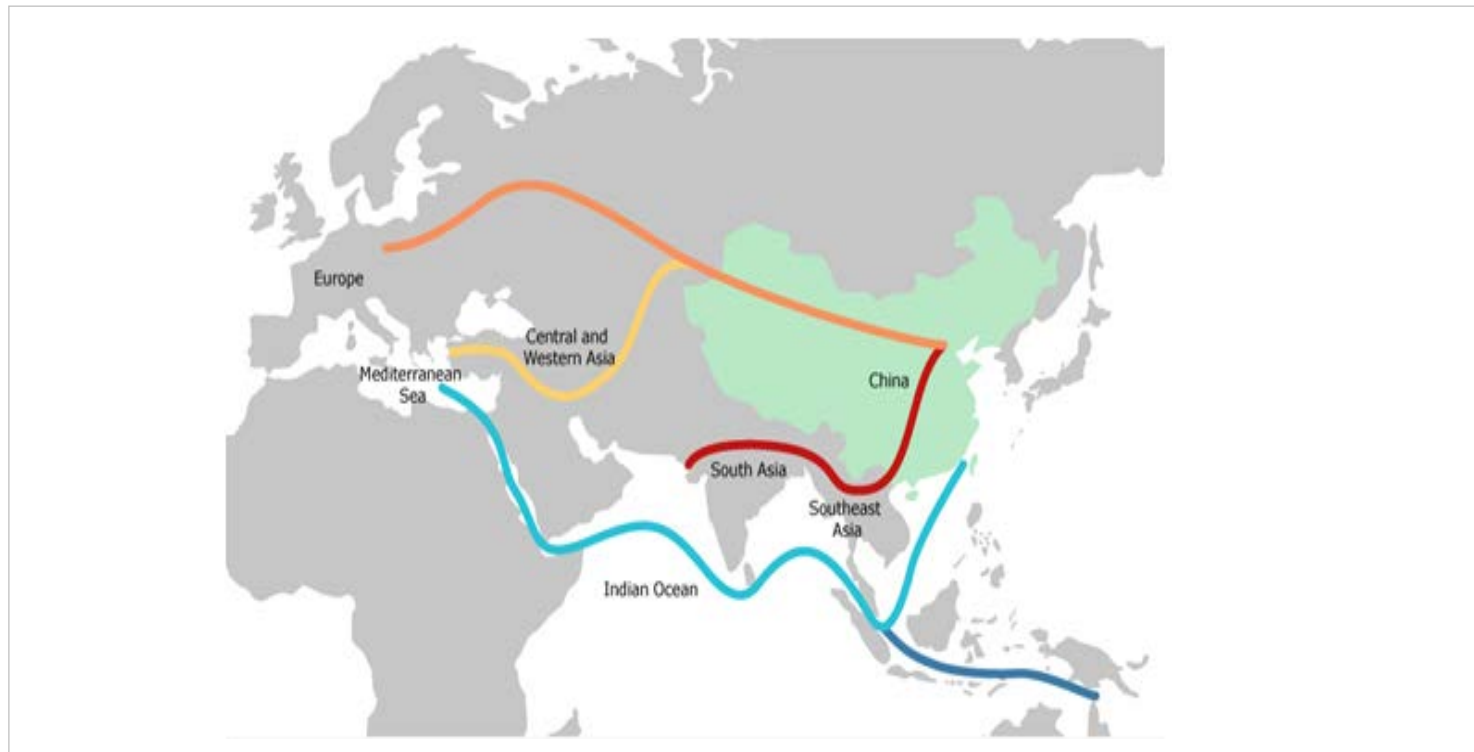 Europe
Central and
Western Asia
Mediterranean
Sea
China
South Asia
Southeast
Asia
Indian Ocean